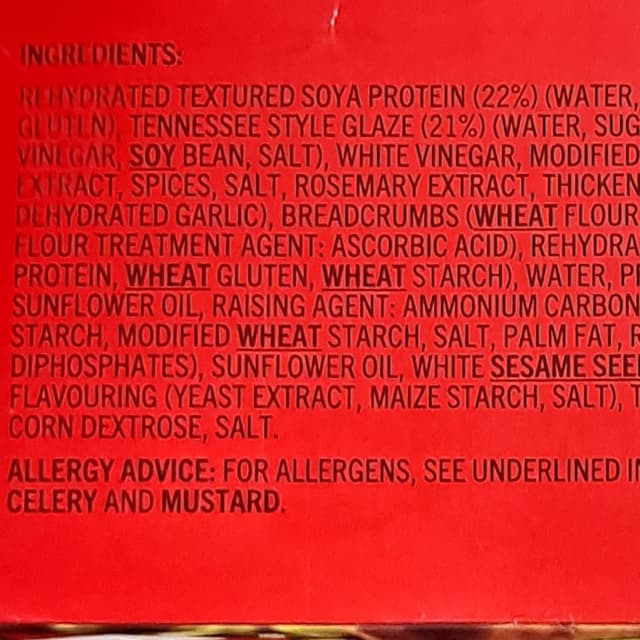 INGREDIENTS:
REHYDRATED TEXTURED SOYA PROTEIN (22%) (WATER,
GLUTEN), TENNESSEE STYLE GLAZE (21%) (WATER, SUG
VINEGAR, SOY BEAN, SALT), WHITE VINEGAR, MODIFIED
EXTRACT, SPICES, SALT, ROSEMARY EXTRACT, THICKEN
DEHYDRATED GARLIC), BREADCRUMBS (WHEAT FLOUR
FLOUR TREATMENT AGENT: ASCORBIC ACID), REHYDRA
PROTEIN, WHEAT GLUTEN, WHEAT STARCH), WATER, P
SUNFLOWER OIL, RAISING AGENT: AMMONIUM CARBON
STARCH, MODIFIED WHEAT STARCH, SALT, PALM FAT, R
DIPHOSPHATES), SUNFLOWER OIL, WHITE SESAME SEE
FLAVOURING (YEAST EXTRACT, MAIZE STARCH, SALT), T
CORN DEXTROSE, SALT.
ALLERGY ADVICE: FOR ALLERGENS, SEE UNDERLINED IN
CELERY AND MUSTARD.